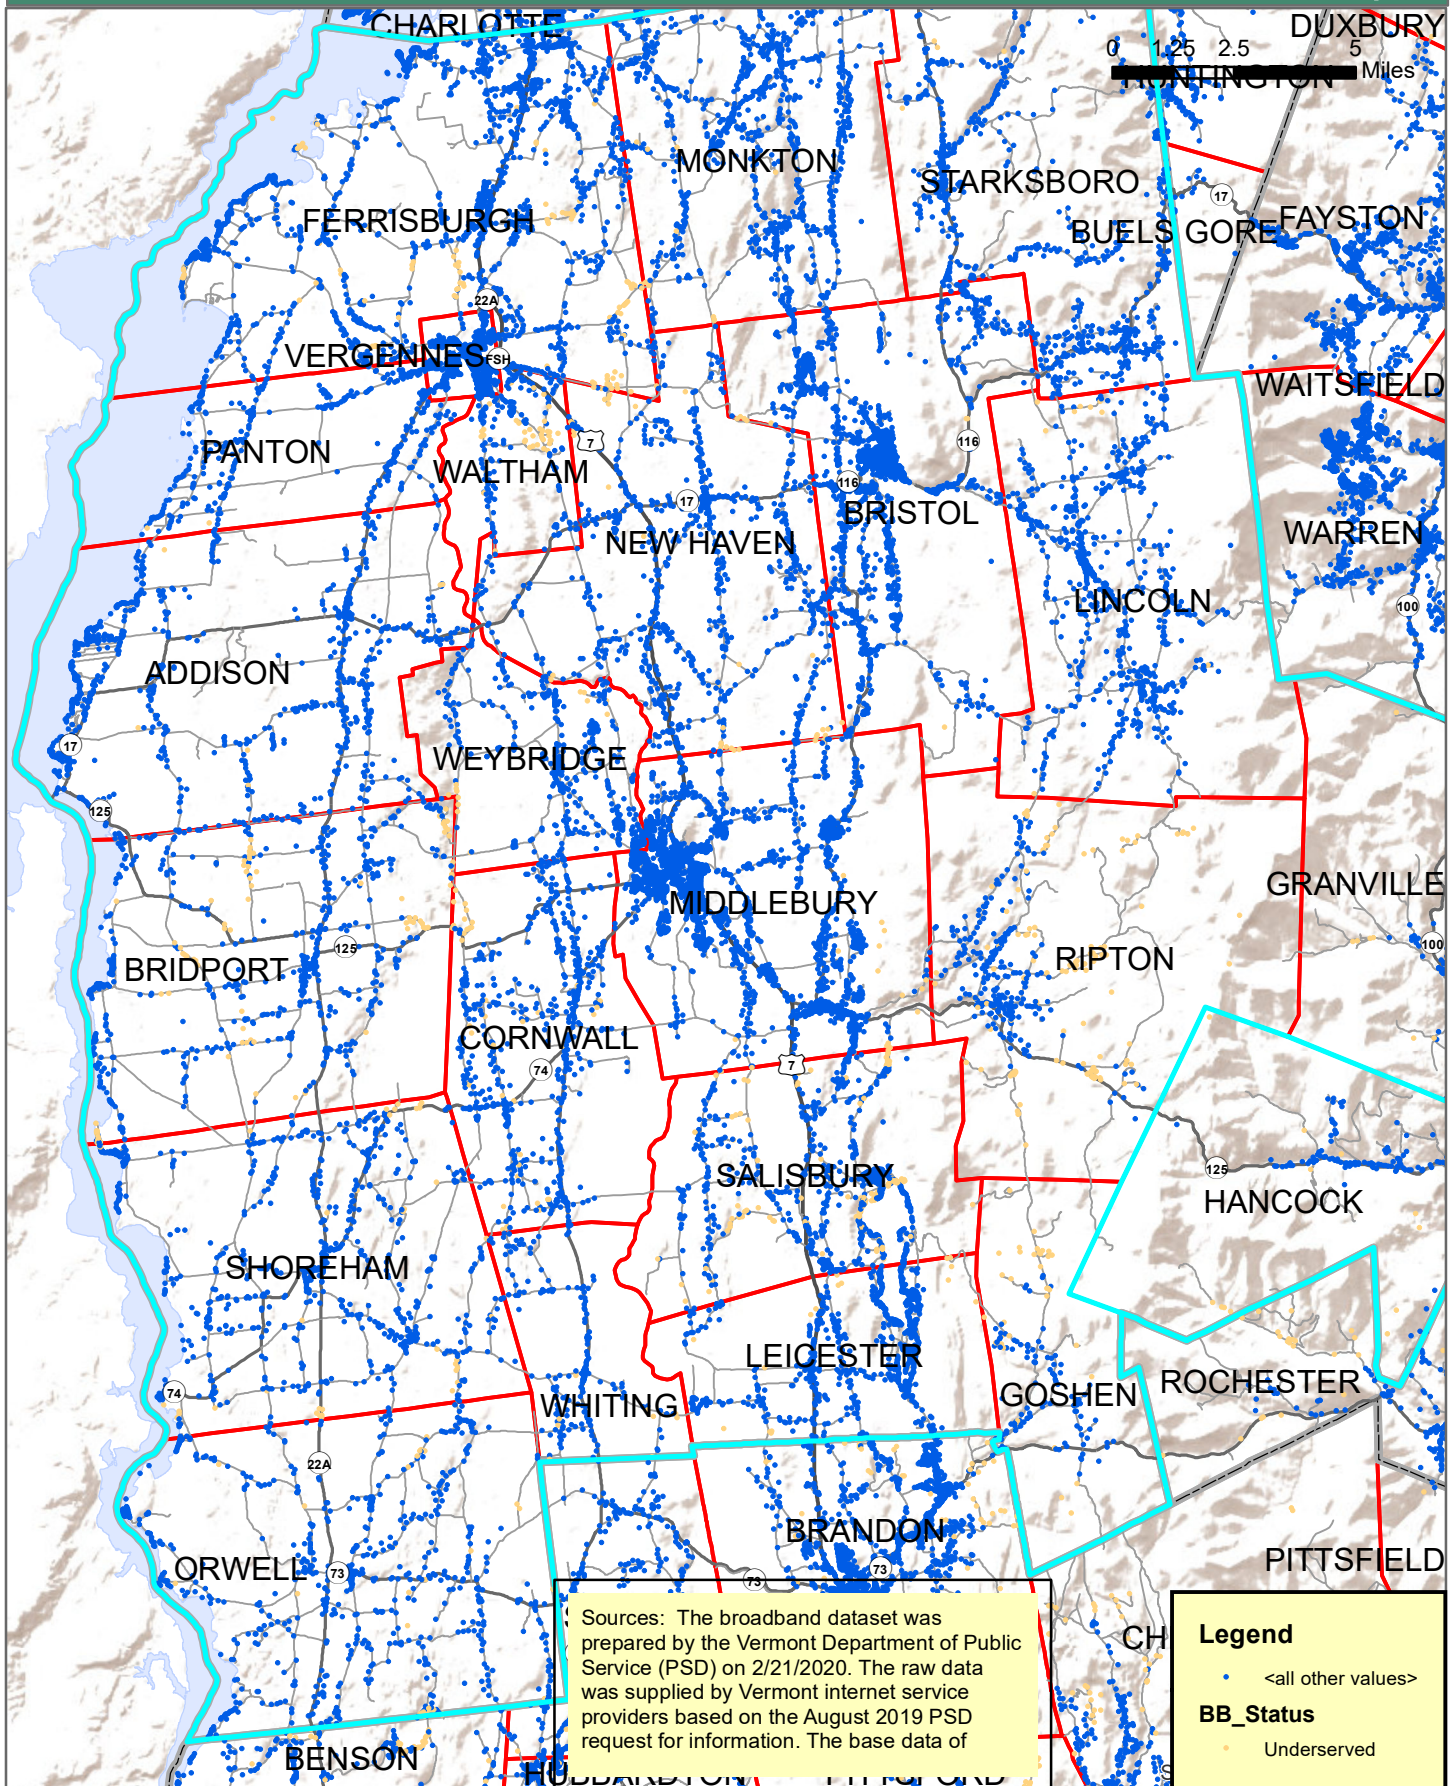 CHARLOTTE
DUXBURY
0 1.25 2.5 5
Miles
HUNTINGTON
MONKTON
STARKSBORO
17
FERRISBURGH
BUELS GORE
FAYSTON
22A
VERGENNES
FSH
WAITSFIELD
PANTON
7
116
WALTHAM
116
17
BRISTOL
NEW HAVEN
WARREN
LINCOLN
100
ADDISON
17
WEYBRIDGE
125
GRANVILLE
MIDDLEBURY
125
100
BRIDPORT
RIPTON
CORNWALL
74
7
SALISBURY
125
HANCOCK
SHOREHAM
LEICESTER
74
WHITING
GOSHEN
ROCHESTER
22A
BRANDON
ORWELL
73
73
73
PITTSFIELD
Sources: The broadband dataset was
prepared by the Vermont Department of Public
Service (PSD) on 2/21/2020. The raw data
was supplied by Vermont internet service
providers based on the August 2019 PSD
request for information. The base data of
CH
Legend
<all other values>
BB_Status
Underserved
BENSON
HUBBARDTON
PITTSFORD